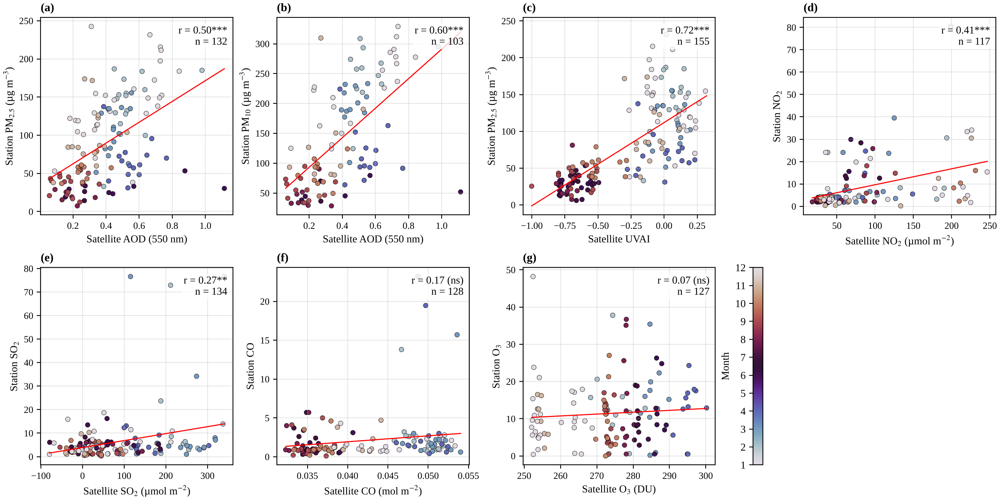 (a)
250
200
150
100
50
0
Station PM2.5 (µg m−3)
r = 0.50***
n = 132
0.2 0.4 0.6 0.8 1.0
Satellite AOD (550 nm)
(b)
300
250
200
150
100
50
Station PM10 (µg m−3)
r = 0.60***
n = 103
0.2 0.4 0.6 0.8 1.0
Satellite AOD (550 nm)
(c)
250
200
150
100
50
0
Station PM2.5 (µg m−3)
r = 0.72***
n = 155
−1.00 −0.75 −0.50 −0.25 0.00 0.25
Satellite UVAI
(d)
80
70
60
50
40
30
20
10
0
Station NO2
r = 0.41***
n = 117
50 100 150 200 250
Satellite NO2 (µmol m−2)
(e)
80
70
60
50
40
30
20
10
0
Station SO2
r = 0.27**
n = 134
−100 0 100 200 300
Satellite SO2 (µmol m−2)
(f)
20
15
10
5
0
Station CO
r = 0.17 (ns)
n = 128
0.035 0.040 0.045 0.050 0.055
Satellite CO (mol m−2)
(g)
50
40
30
20
10
0
Station O3
r = 0.07 (ns)
n = 127
250 260 270 280 290 300
Satellite O3 (DU)
12
11
10
9
8
7
6
5
4
3
2
1
Month